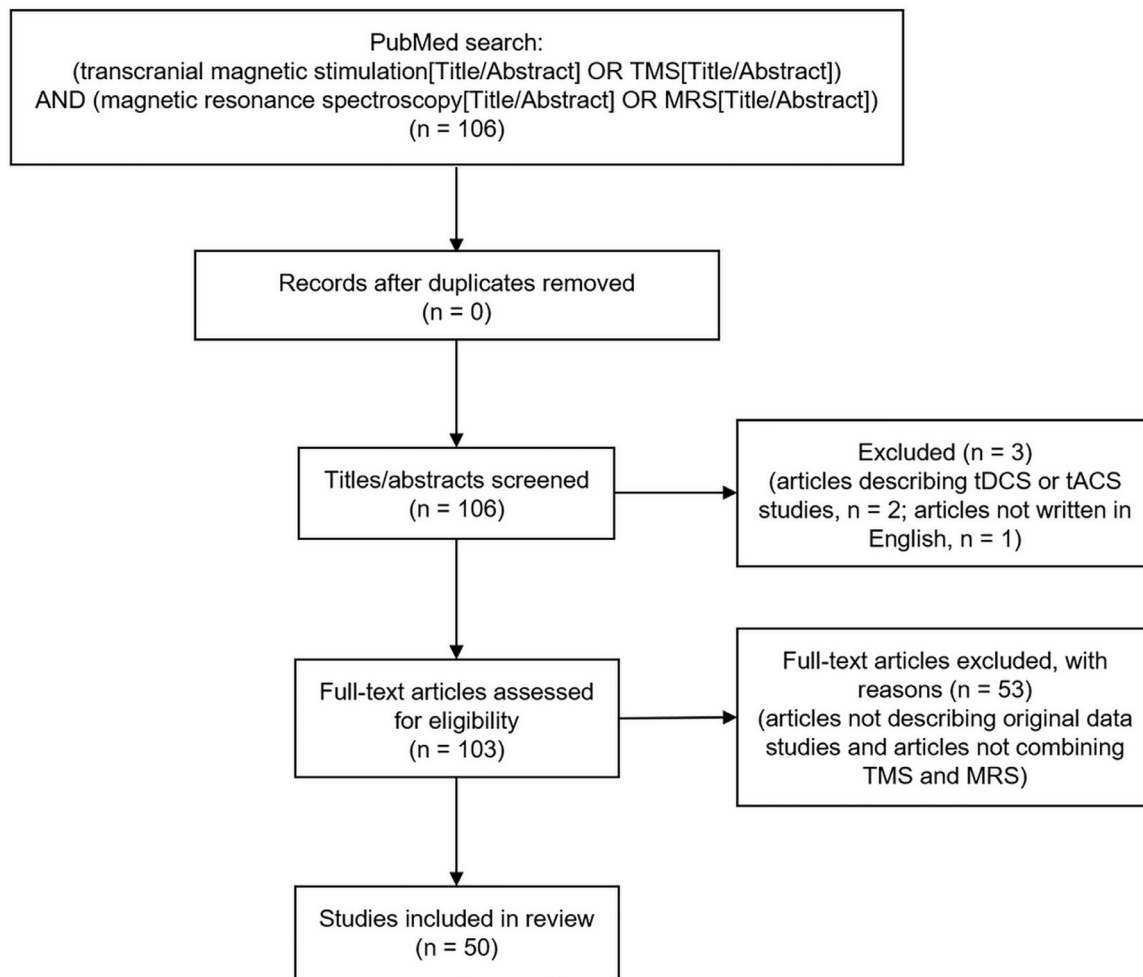 PubMed search:
(transcranial magnetic stimulation[Title/Abstract] OR TMS[Title/Abstract])
AND (magnetic resonance spectroscopy[Title/Abstract] OR MRS[Title/Abstract])
(n = 106)
Records after duplicates removed
(n = 0)
Titles/abstracts screened
(n = 106)
Excluded (n = 3)
(articles describing tDCS or tACS
studies, n = 2; articles not written in
English, n = 1)
Full-text articles assessed
for eligibility
(n = 103)
Full-text articles excluded, with
reasons (n = 53)
(articles not describing original data
studies and articles not combining
TMS and MRS)
Studies included in review
(n = 50)